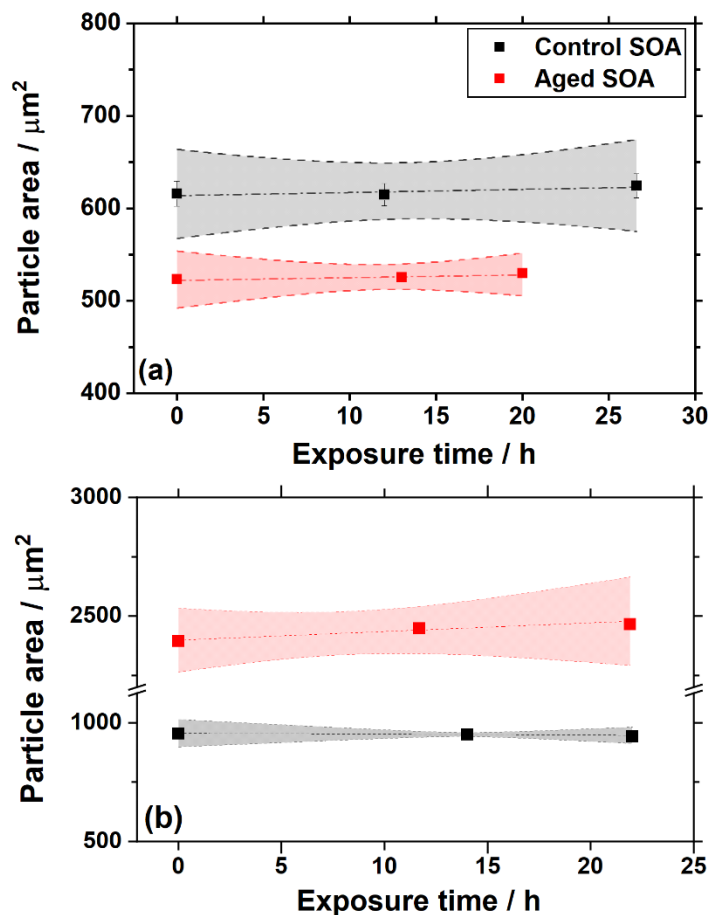 800
700
600
500
400
Particle area / μm²
Control SOA
Aged SOA
(a)
0 5 10 15 20 25 30
Exposure time / h
3000
2500
1000
500
Particle area / μm²
(b)
0 5 10 15 20 25
Exposure time / h